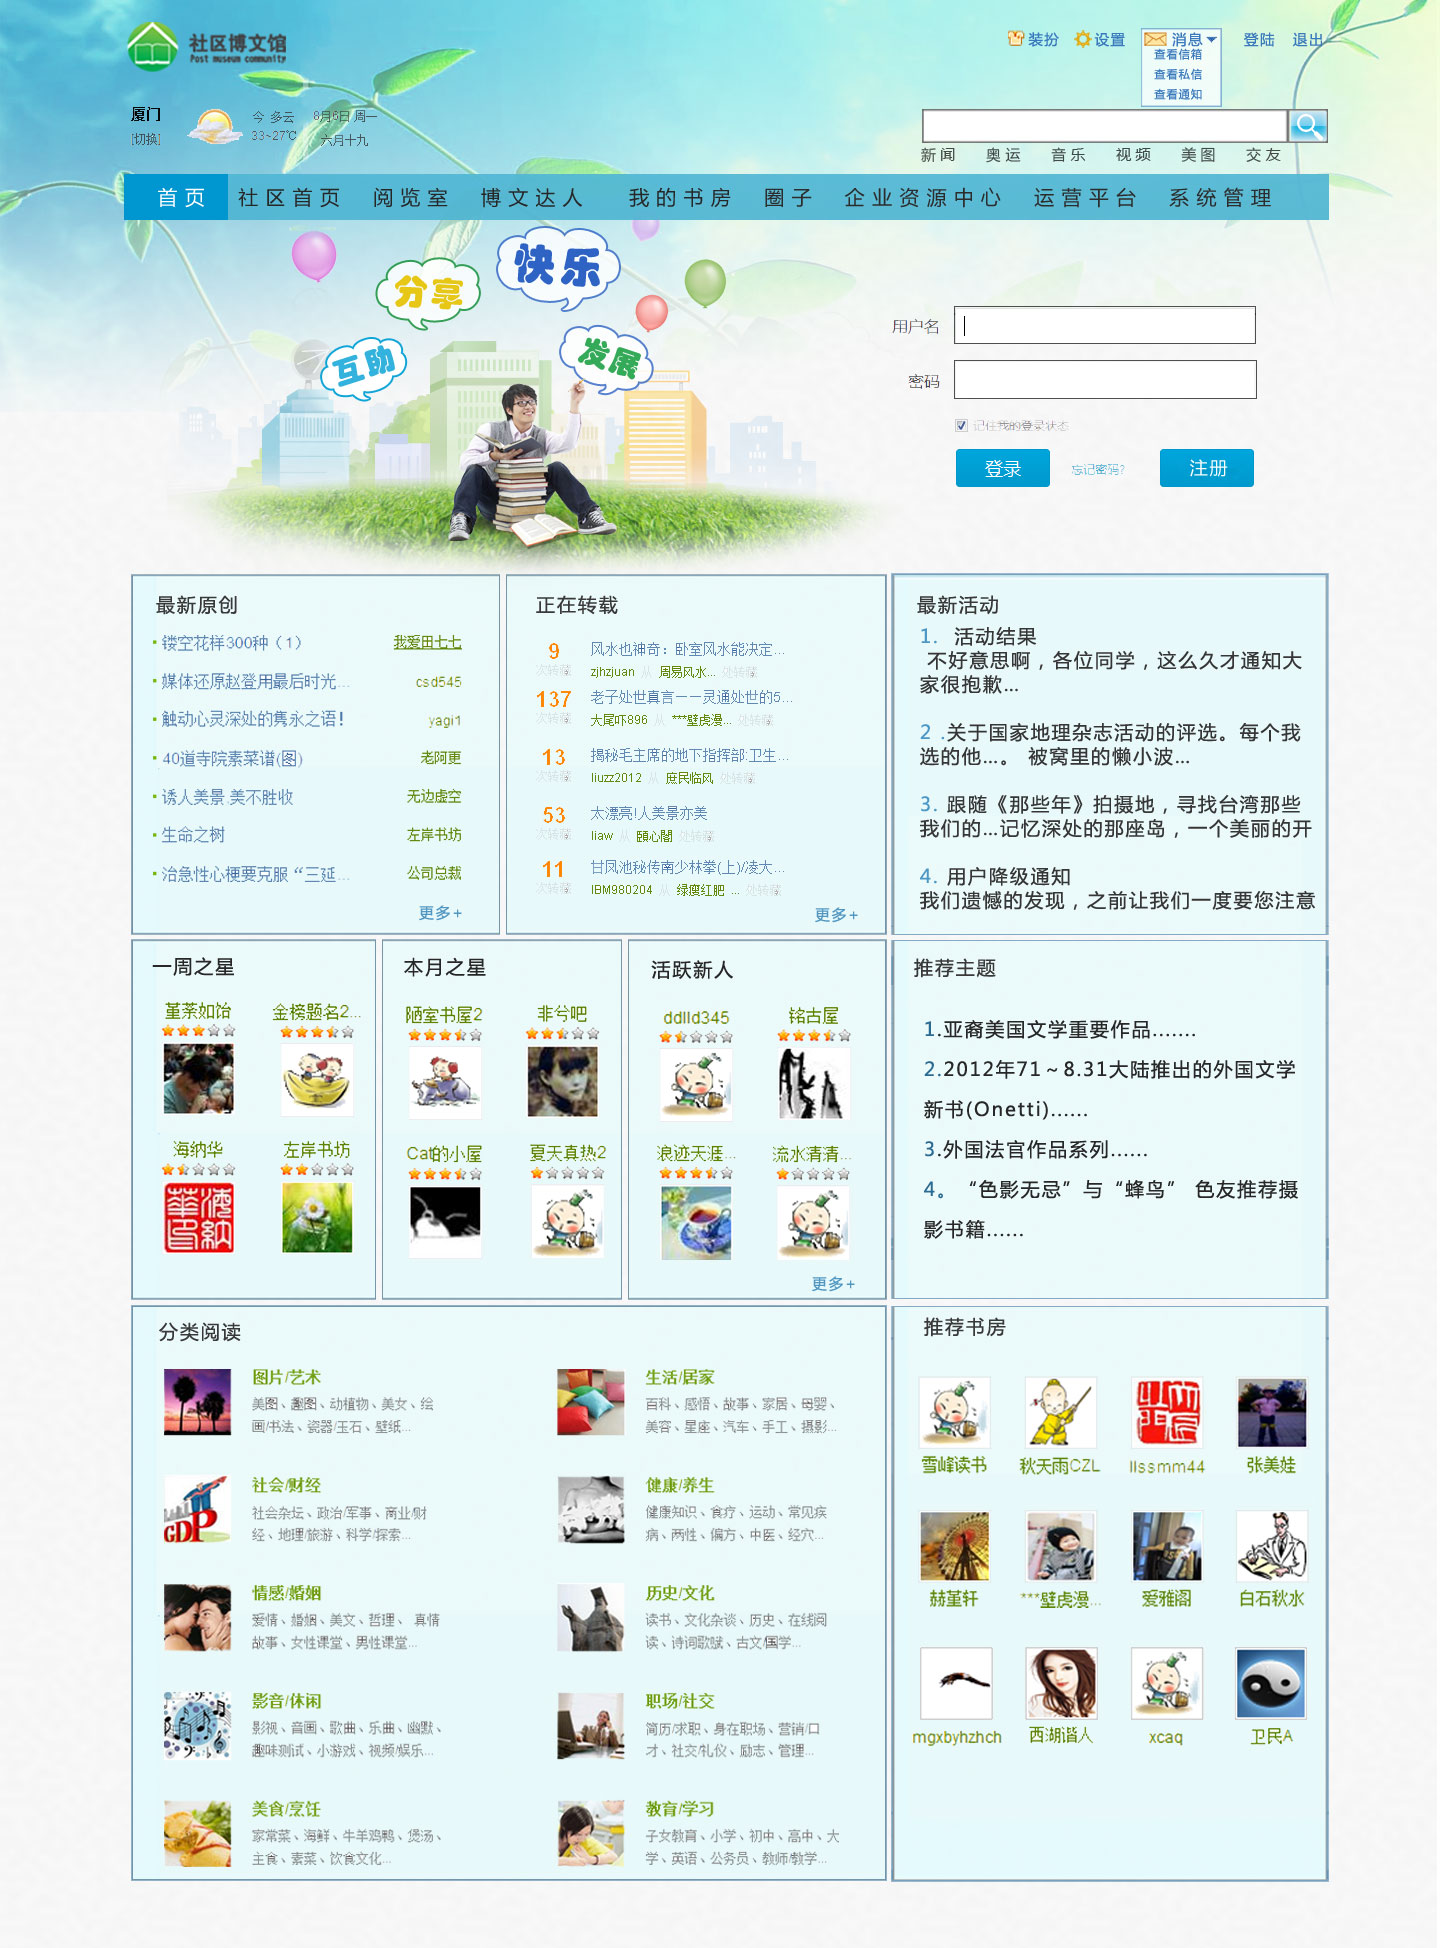 社区博文馆
Post museum community
装扮 设置 消息 登陆 退出
查看信箱
查看私信
查看通知
厦门
[切换]
今 多云
33~27℃
8月6日 周一
六月十九
新闻 奥运 音乐 视频 美图 交友
首页 社区首页 阅览室 博文达人 我的书房 圈子 企业资源中心 运营平台 系统管理
快乐
分享
互助
发展
用户名
密码
记住我的登录状态
登录 忘记密码? 注册
最新原创
镂空花样300种（1） 我爱田七七
媒体还原赵登用最后时光... csd545
触动心灵深处的隽永之语! yagi1
40道寺院素菜谱(图) 老阿更
诱人美景.美不胜收 无边虚空
生命之树 左岸书坊
治急性心梗要克服“三延... 公司总裁
更多+
正在转载
9 风水也神奇：卧室风水能决定...
次转藏 zjhzjuan 从 周易风水... 处转藏
137 老子处世真言－－灵通处世的5...
次转藏 大尾吓896 从 ***壁虎漫... 处转藏
13 揭秘毛主席的地下指挥部:卫生...
次转藏 liuzz2012 从 庶民临风 处转藏
53 太漂亮!人美景亦美
次转藏 liaw 从 頤心閣 处转藏
11 甘凤池秘传南少林拳(上)/凌大...
次转藏 IBM980204 从 绿瘦红肥 ... 处转藏
更多+
最新活动
1. 活动结果
不好意思啊，各位同学，这么久才通知大
家很抱歉...
2 .关于国家地理杂志活动的评选。每个我
选的他...。 被窝里的懒小波...
3. 跟随《那些年》拍摄地，寻找台湾那些
我们的...记忆深处的那座岛，一个美丽的开
4. 用户降级通知
我们遗憾的发现，之前让我们一度要您注意
一周之星
堇荼如饴 金榜题名2...
海纳华 左岸书坊
本月之星
陋室书屋2 非兮吧
Cat的小屋 夏天真热2
活跃新人
ddlld345 铭古屋
浪迹天涯... 流水清清...
更多+
推荐主题
1.亚裔美国文学重要作品.......
2.2012年71～8.31大陆推出的外国文学
新书(Onetti)......
3.外国法官作品系列......
4。“色影无忌”与“蜂鸟” 色友推荐摄
影书籍......
分类阅读
图片/艺术
美图、趣图、动植物、美女、绘
画/书法、瓷器/玉石、壁纸...
生活/居家
百科、感悟、故事、家居、母婴、
美容、星座、汽车、手工、摄影...
GDP
社会/财经
社会杂坛、政治/军事、商业/财
经、地理/旅游、科学/探索...
健康/养生
健康知识、食疗、运动、常见疾
病、两性、偏方、中医、经穴...
情感/婚姻
爱情、婚姻、美文、哲理、 真情
故事、女性课堂、男性课堂...
历史/文化
读书、文化杂谈、历史、在线阅
读、诗词歌赋、古文/国学...
影音/休闲
影视、音画、歌曲、乐曲、幽默、
趣味测试、小游戏、视频/娱乐...
职场/社交
简历/求职、身在职场、营销/口
才、社交/礼仪、励志、管理...
美食/烹饪
家常菜、海鲜、牛羊鸡鸭、煲汤、
主食、素菜、饮食文化...
教育/学习
子女教育、小学、初中、高中、大
学、英语、公务员、教师/教学...
推荐书房
雪峰读书 秋天雨CZL llssmm44 张美娃
赫堇轩 ***壁虎漫... 爱雅阁 白石秋水
mgxbyhzhch 西湖谐人 xcaq 卫民A